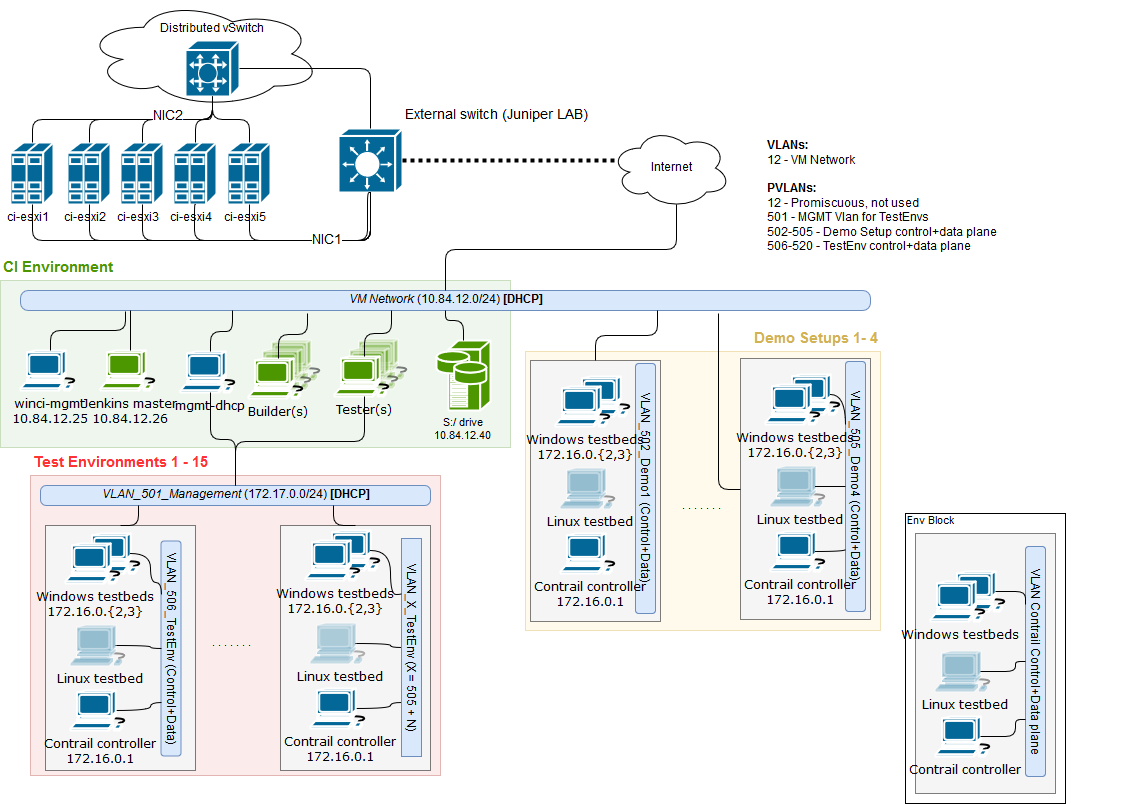 Distributed vSwitch
NIC2
External switch (Juniper LAB)
Internet
ci-esxi1
ci-esxi2
ci-esxi3
ci-esxi4
ci-esxi5
NIC1
VLANs:
12 - VM Network
PVLANs:
12 - Promiscuous, not used
501 - MGMT Vlan for TestEnvs
502-505 - Demo Setup control+data plane
506-520 - TestEnv control+data plane
CI Environment
VM Network (10.84.12.0/24) [DHCP]
winci-mgmt
10.84.12.25
Jenkins master
10.84.12.26
mgmt-dhcp
Builder(s)
Tester(s)
S:/ drive
10.84.12.40
Demo Setups 1- 4
Windows testbeds
172.16.0.{2,3}
Linux testbed
Contrail controller
172.16.0.1
VLAN_502_Demo1 (Control+Data)
.......
Windows testbeds
172.16.0.{2,3}
Linux testbed
Contrail controller
172.16.0.1
VLAN_505_Demo4 (Control+Data)
Test Environments 1 - 15
VLAN_501_Management (172.17.0.0/24) [DHCP]
Windows testbeds
172.16.0.{2,3}
Linux testbed
Contrail controller
172.16.0.1
VLAN_506_TestEnv (Control+Data)
.......
Windows testbeds
172.16.0.{2,3}
Linux testbed
Contrail controller
172.16.0.1
VLAN_X_TestEnv (X = 505 + N)
Env Block
Windows testbeds
Linux testbed
Contrail controller
VLAN Contrail Control+Data plane